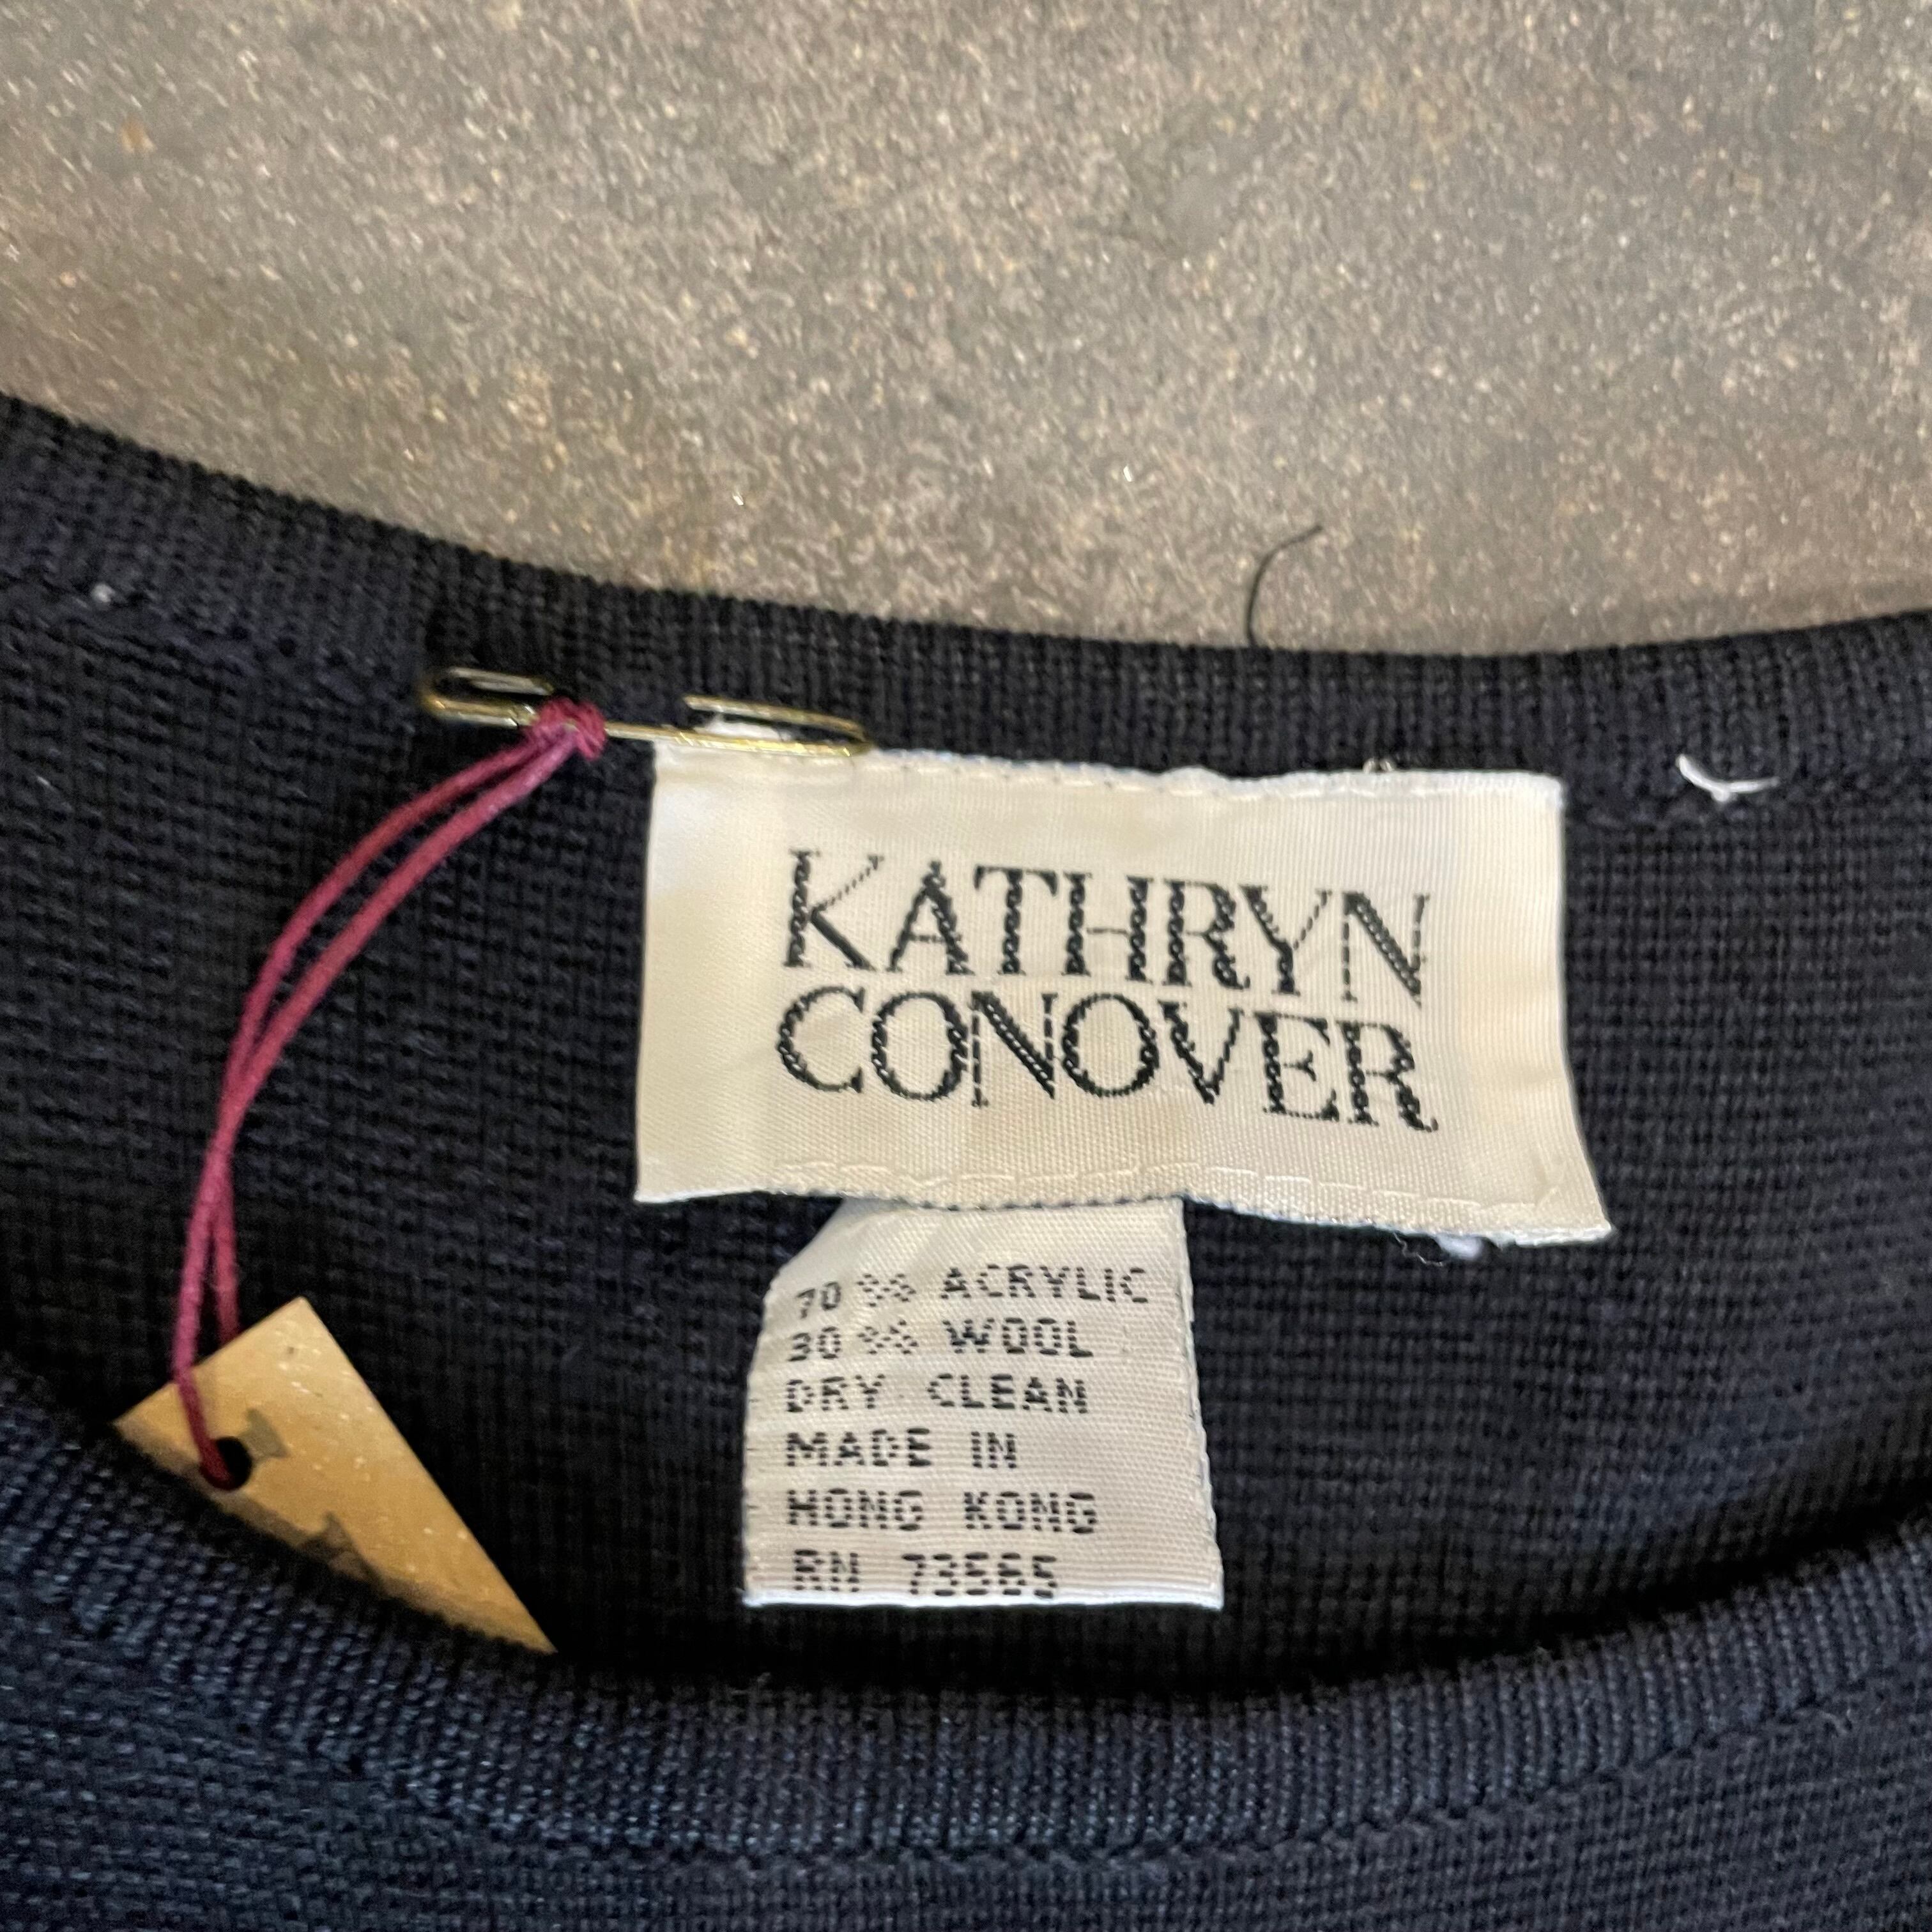 KATHRYN
CONOVER
70 % ACRYLIC
30 % WOOL
DRY CLEAN
MADE IN
HONG KONG
RN 73565